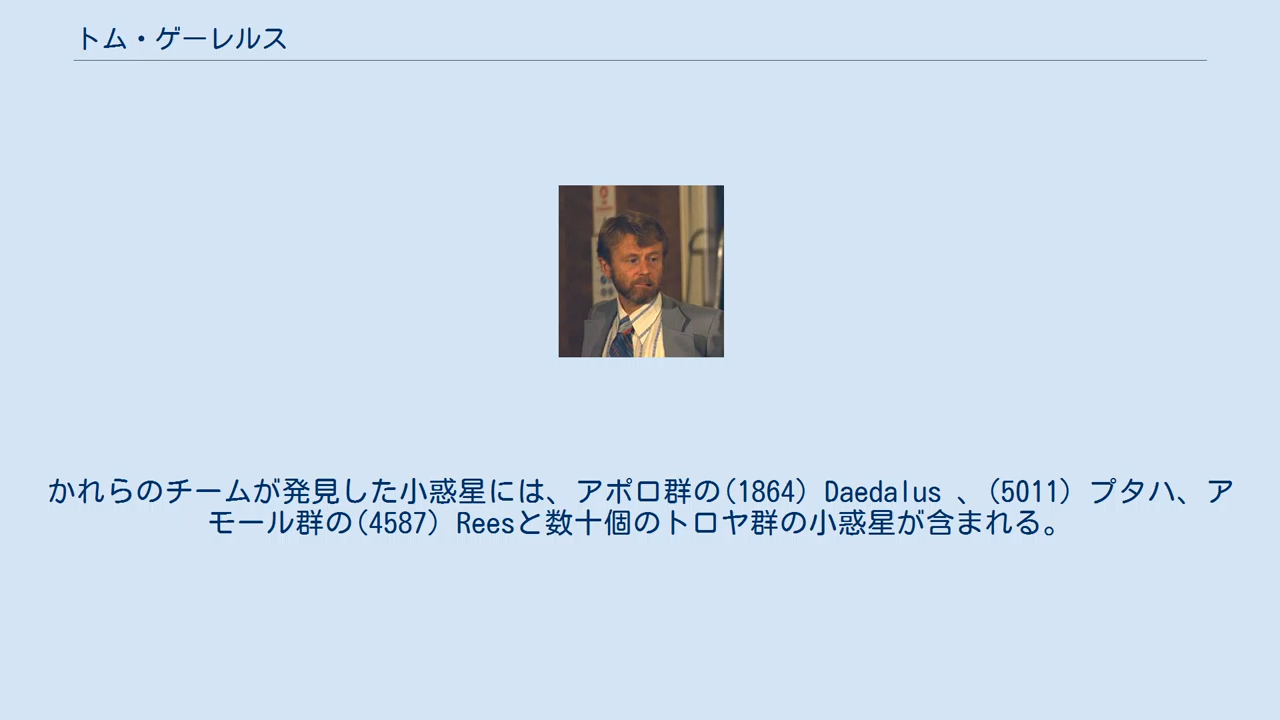 トム・ゲーレルス
かれらのチームが発見した小惑星には、アポロ群の(1864) Daedalus 、(5011) プタハ、ア
モール群の(4587) Reesと数十個のトロヤ群の小惑星が含まれる。